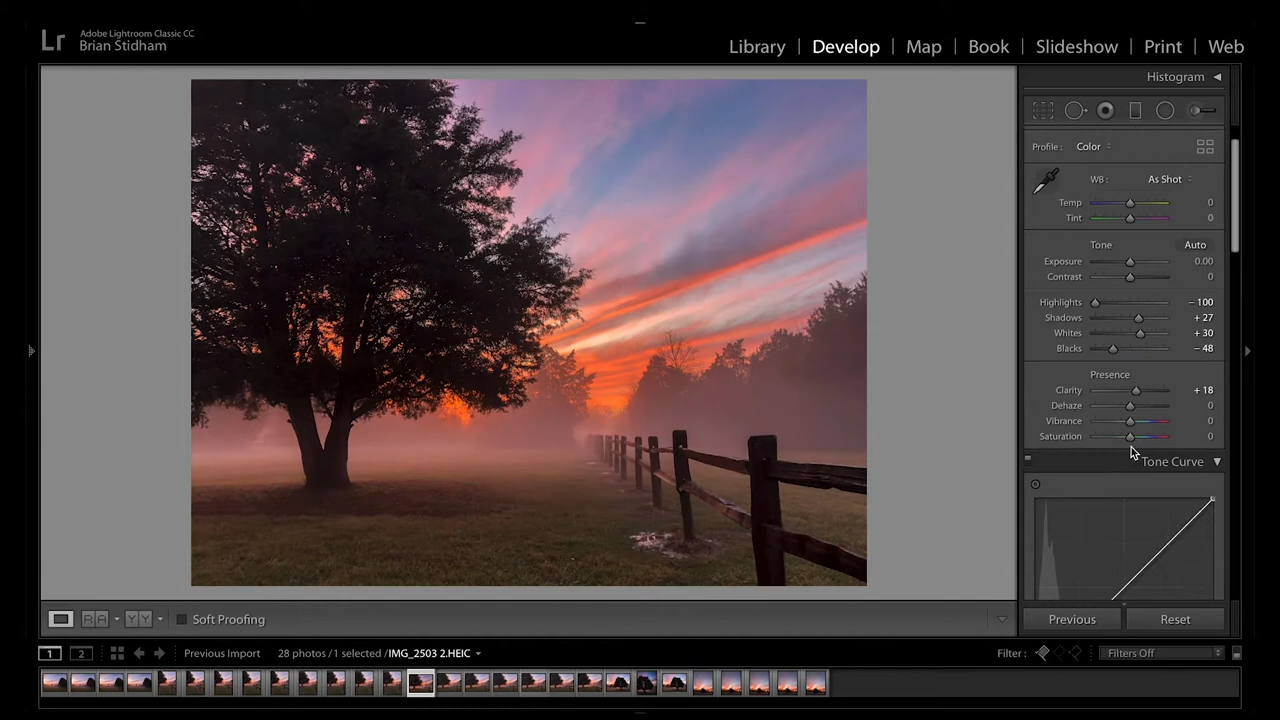 Lr
Adobe Lightroom Classic CC
Brian Stidham
Library | Develop | Map | Book | Slideshow | Print | Web
Histogram
Profile : Color
WB : As Shot
Temp 0
Tint 0
Tone Auto
Exposure 0.00
Contrast 0
Highlights − 100
Shadows + 27
Whites + 30
Blacks − 48
Presence
Clarity + 18
Dehaze 0
Vibrance 0
Saturation 0
Tone Curve
R A Y Y Soft Proofing
Previous Reset
1 2 Previous Import 28 photos / 1 selected / IMG_2503 2.HEIC Filter : Filters Off